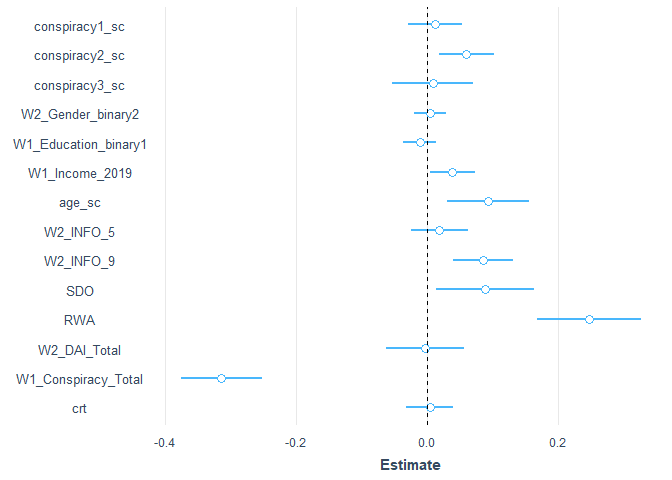 conspiracy1_sc
conspiracy2_sc
conspiracy3_sc
W2_Gender_binary2
W1_Education_binary1
W1_Income_2019
age_sc
W2_INFO_5
W2_INFO_9
SDO
RWA
W2_DAI_Total
W1_Conspiracy_Total
crt
-0.4 -0.2 0.0 0.2
Estimate